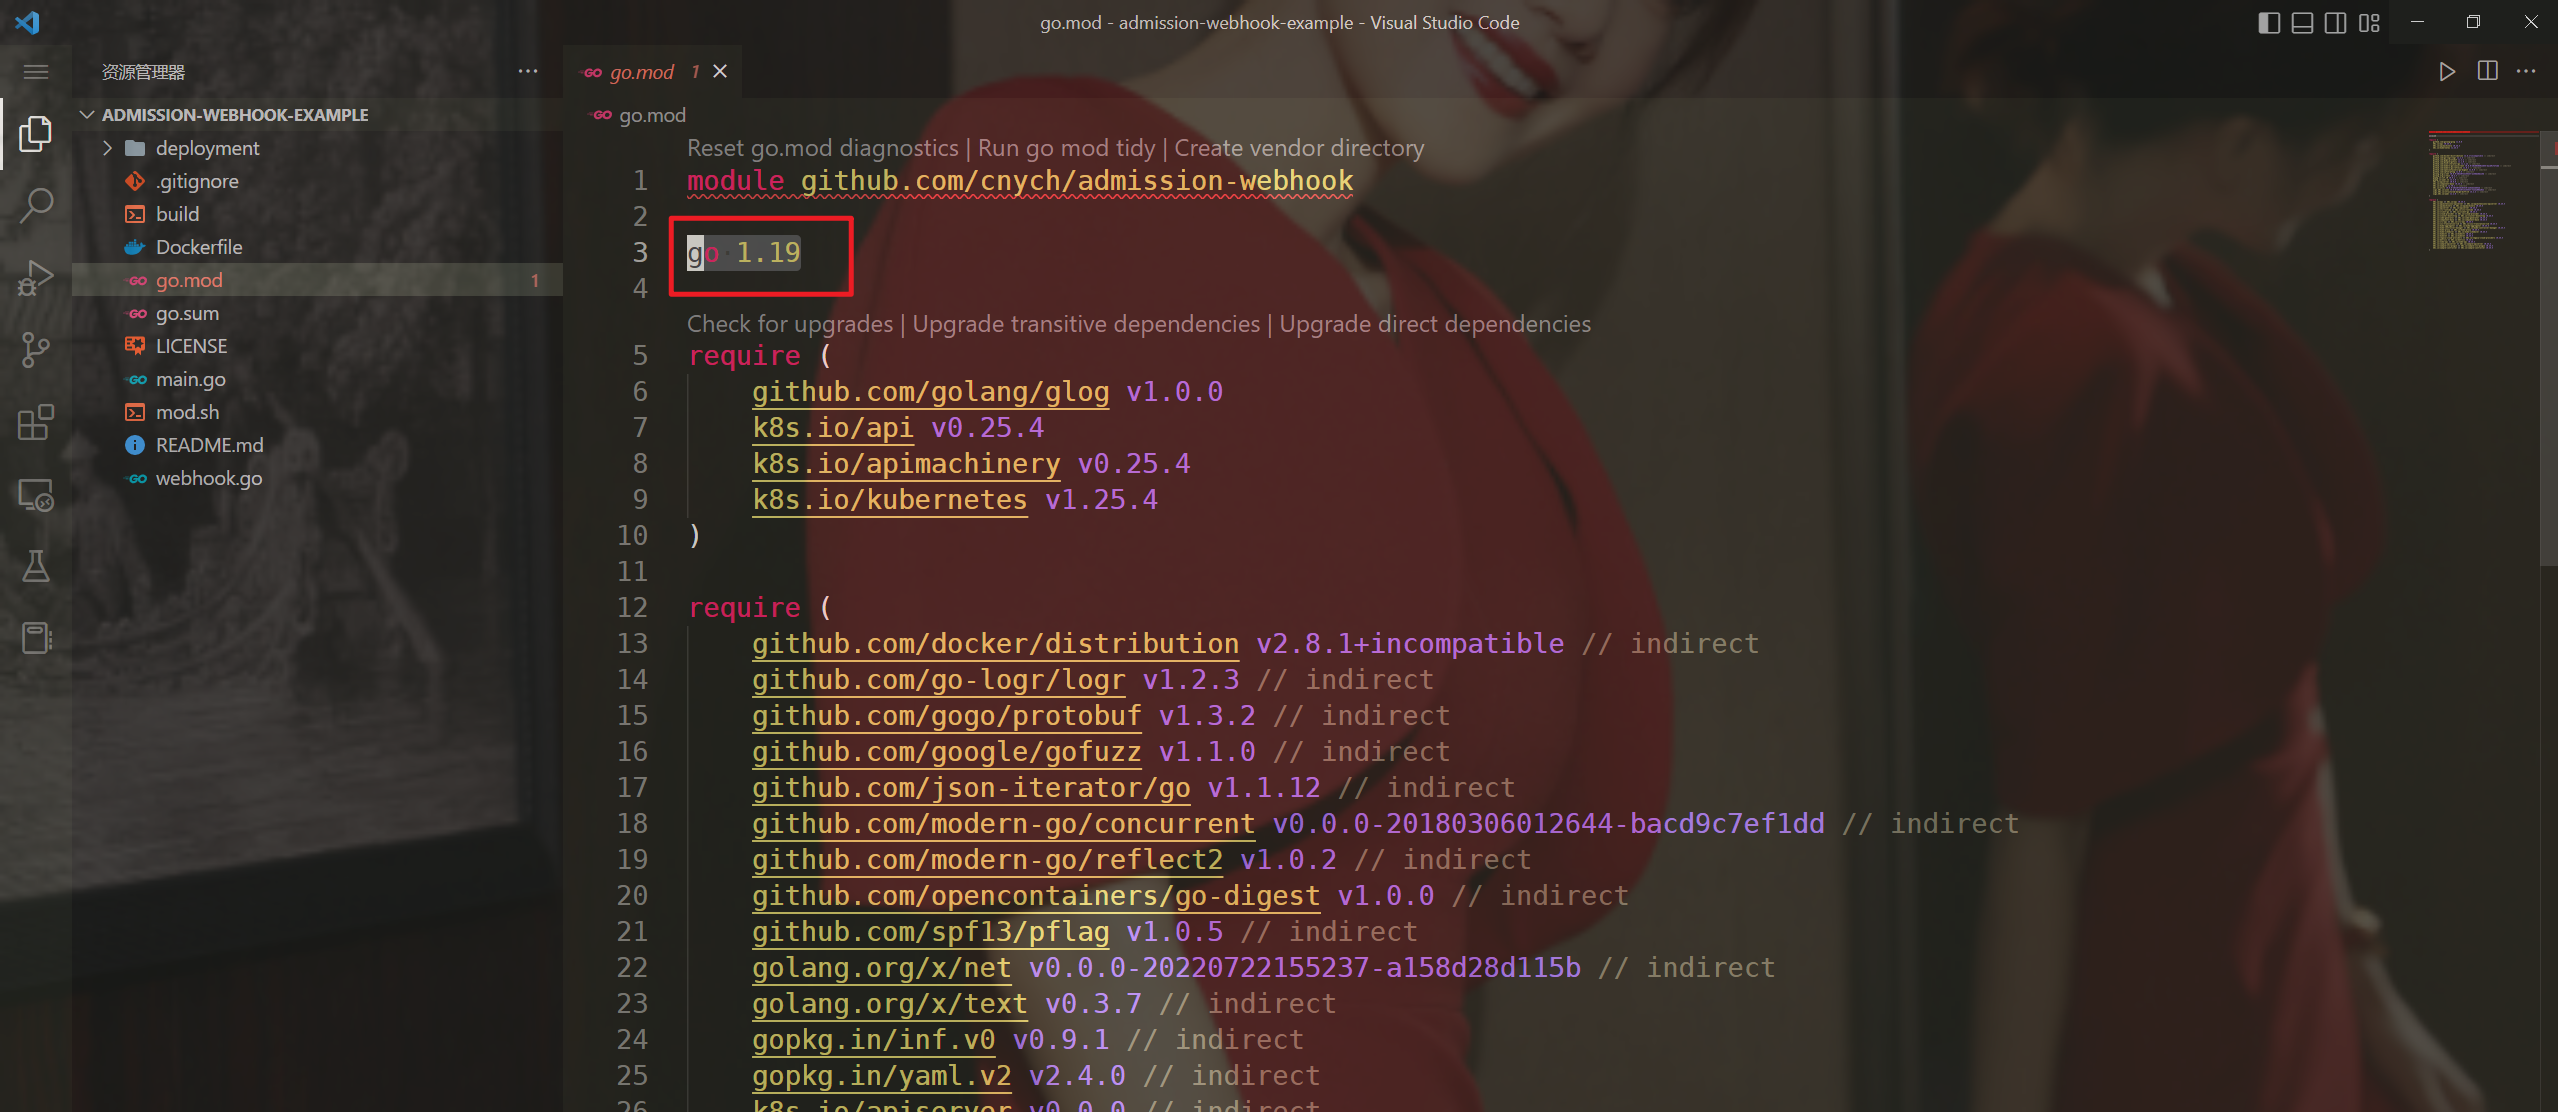 go.mod - admission-webhook-example - Visual Studio Code
资源管理器
go.mod 1
ADMISSION-WEBHOOK-EXAMPLE
deployment
.gitignore
build
Dockerfile
go.mod 1
go.sum
LICENSE
main.go
mod.sh
README.md
webhook.go
go.mod
Reset go.mod diagnostics | Run go mod tidy | Create vendor directory
1 module github.com/cnych/admission-webhook
2
3 go 1.19
4
Check for upgrades | Upgrade transitive dependencies | Upgrade direct dependencies
5 require (
6 github.com/golang/glog v1.0.0
7 k8s.io/api v0.25.4
8 k8s.io/apimachinery v0.25.4
9 k8s.io/kubernetes v1.25.4
10 )
11
12 require (
13 github.com/docker/distribution v2.8.1+incompatible // indirect
14 github.com/go-logr/logr v1.2.3 // indirect
15 github.com/gogo/protobuf v1.3.2 // indirect
16 github.com/google/gofuzz v1.1.0 // indirect
17 github.com/json-iterator/go v1.1.12 // indirect
18 github.com/modern-go/concurrent v0.0.0-20180306012644-bacd9c7ef1dd // indirect
19 github.com/modern-go/reflect2 v1.0.2 // indirect
20 github.com/opencontainers/go-digest v1.0.0 // indirect
21 github.com/spf13/pflag v1.0.5 // indirect
22 golang.org/x/net v0.0.0-20220722155237-a158d28d115b // indirect
23 golang.org/x/text v0.3.7 // indirect
24 gopkg.in/inf.v0 v0.9.1 // indirect
25 gopkg.in/yaml.v2 v2.4.0 // indirect
26 k8s.io/apiserver v0.0.0 // indirect